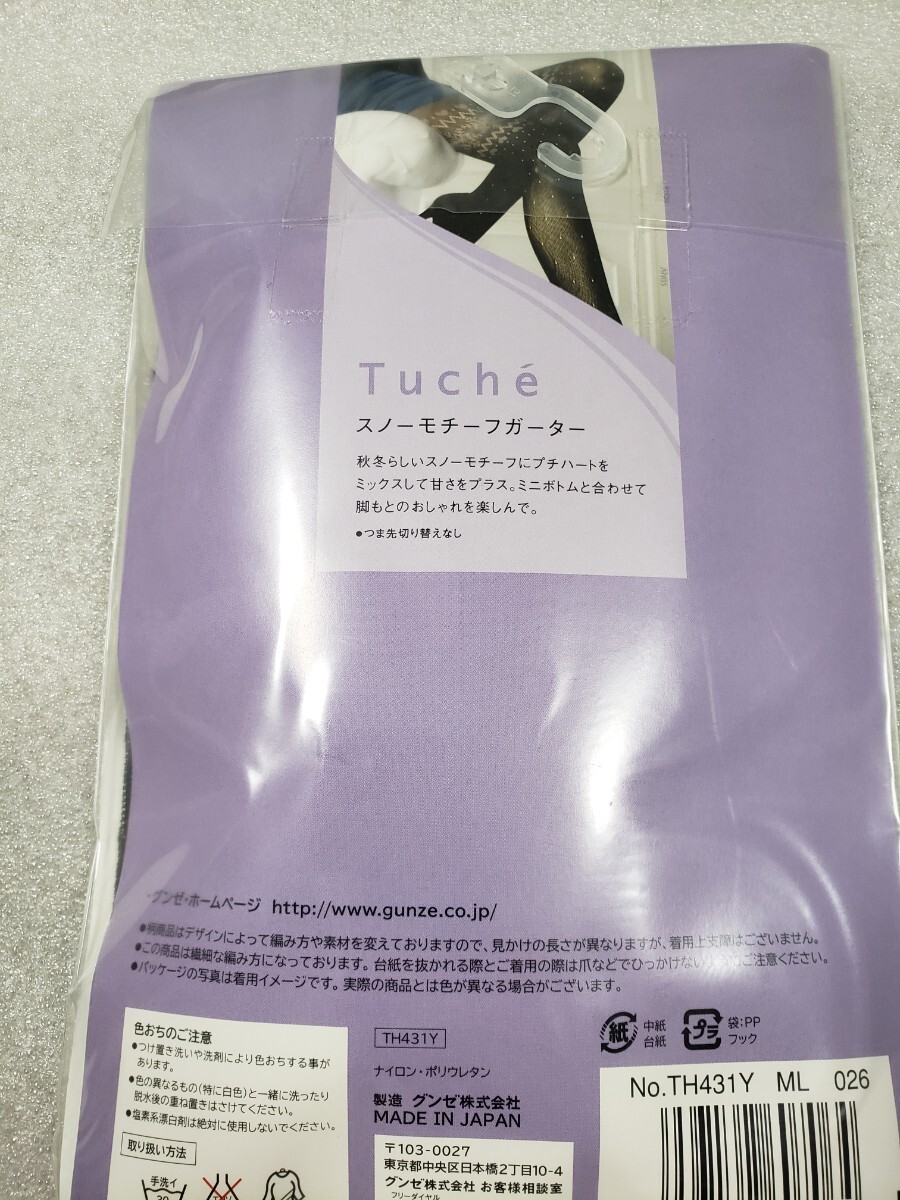 Tuché
スノーモチーフガーター
秋冬らしいスノーモチーフにプチハートを
ミックスして甘さをプラス。ミニボトムと合わせて
脚もとのおしゃれを楽しんで。
●つま先切り替えなし
グンゼ・ホームページ http://www.gunze.co.jp/
●柄商品はデザインによって編み方や素材を変えておりますので、見かけの長さが異なりますが、着用上支障はございません。
●この商品は繊細な編み方になっております。台紙を抜かれる際とご着用の際は爪などでひっかけない ご注意ください。
●パッケージの写真は着用イメージです。実際の商品とは色が異なる場合がございます。
色おちのご注意
●つけ置き洗いや洗剤により色おちする事が
あります。
●色の異なるもの(特に白色)と一緒に洗ったり
脱水後の重ね置きはさけてください。
●塩素系漂白剤は絶対に使用しないでください。
取り扱い方法
手洗イ
30
TH431Y
ナイロン・ポリウレタン
製造 グンゼ株式会社
MADE IN JAPAN
〒103-0027
東京都中央区日本橋2丁目10-4
グンゼ株式会社 お客様相談室
フリーダイヤル
紙 中紙
台紙
プラ 袋:PP
フック
No.TH431Y ML 026